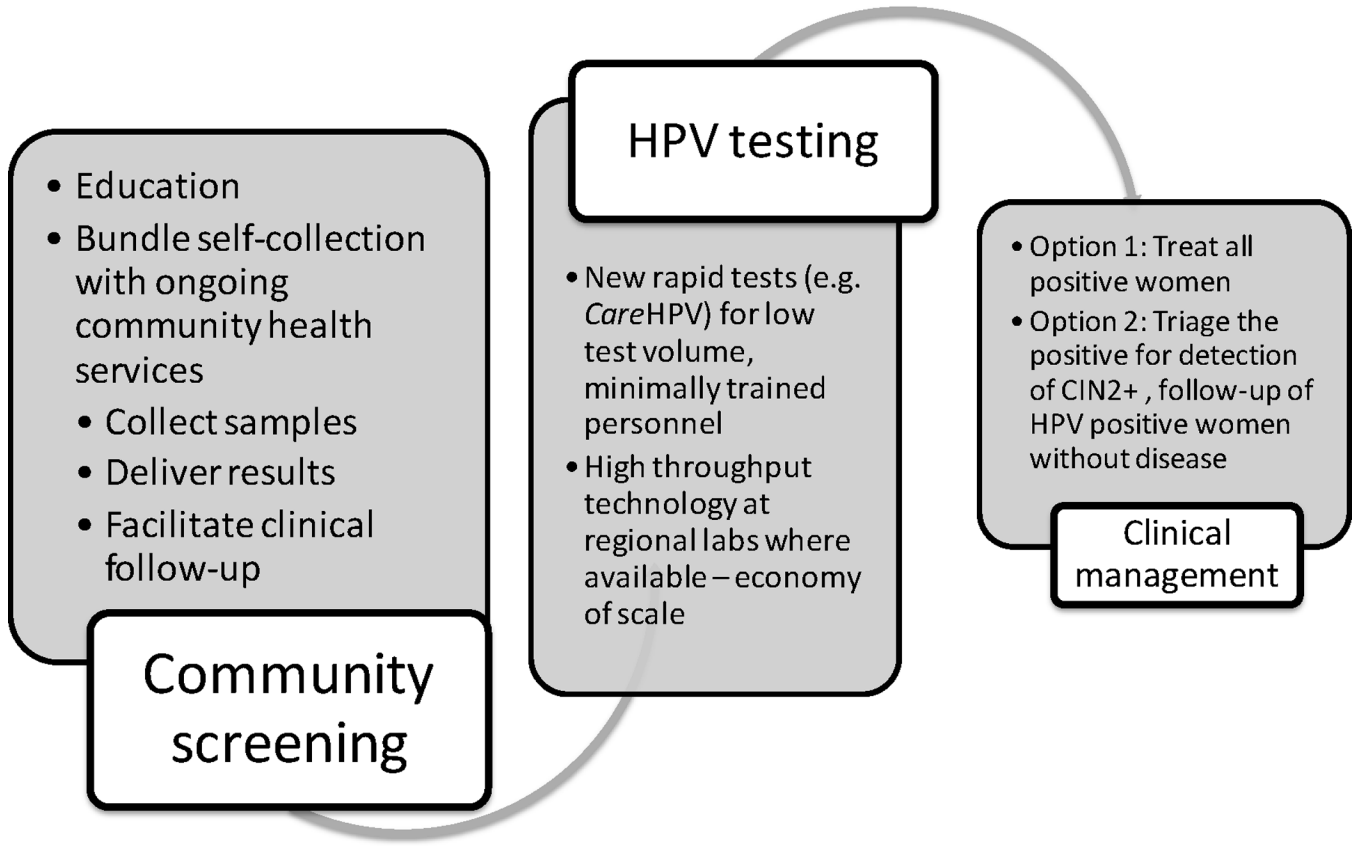 • Education
• Bundle self-collection
with ongoing
community health
services
• Collect samples
• Deliver results
• Facilitate clinical
follow-up
Community
screening
HPV testing
• New rapid tests (e.g.
CareHPV) for low
test volume,
minimally trained
personnel
• High throughput
technology at
regional labs where
available – economy
of scale
• Option 1: Treat all
positive women
• Option 2: Triage the
positive for detection
of CIN2+ , follow-up of
HPV positive women
without disease
Clinical
management